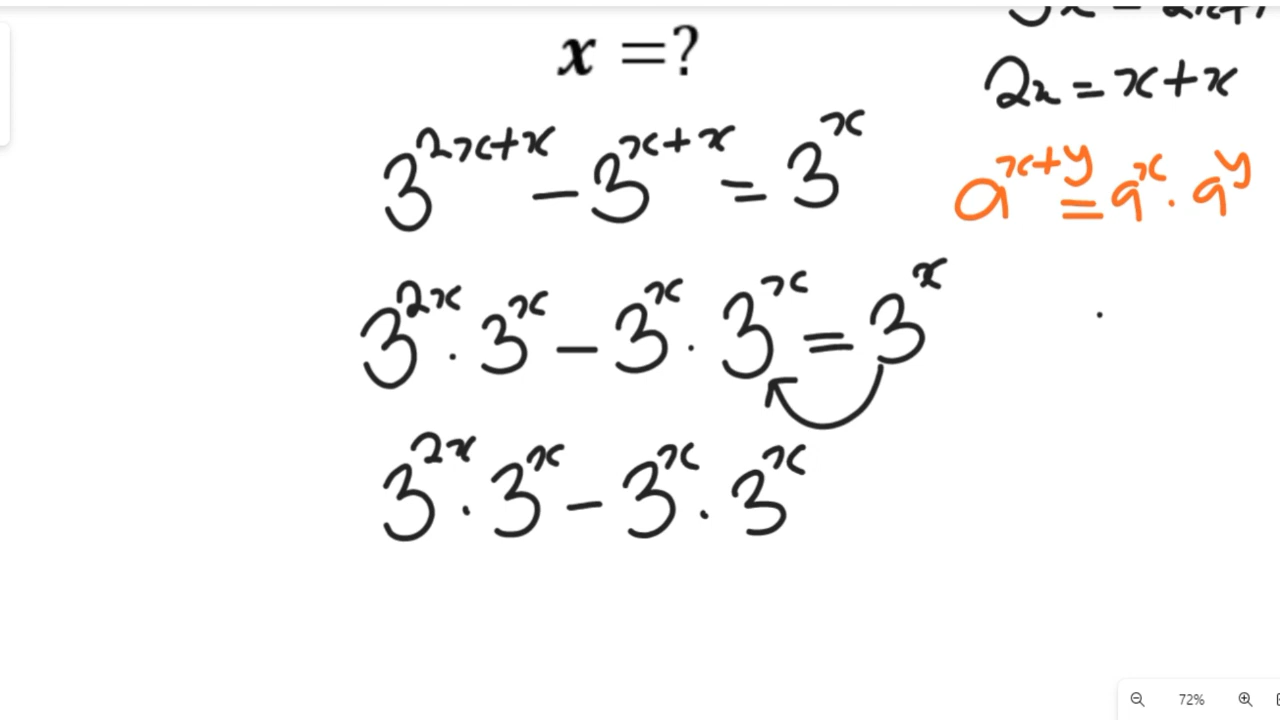 x =?
3^{2x+x} - 3^{x+x} = 3^x
3^{2x} · 3^x - 3^x · 3^x = 3^x
3^{2x} · 3^x - 3^x · 3^x
2x = x + x
a^{x+y} = a^x · a^y
72%